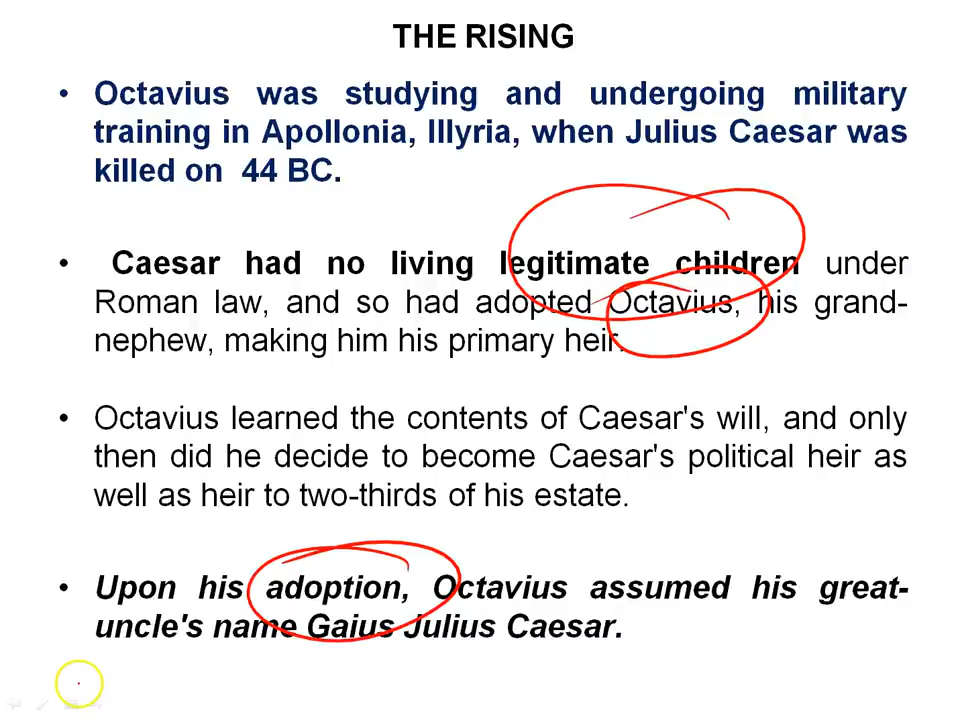 THE RISING
• Octavius was studying and undergoing military
training in Apollonia, Illyria, when Julius Caesar was
killed on 44 BC.
• Caesar had no living legitimate children under
Roman law, and so had adopted Octavius, his grand-
nephew, making him his primary heir.
• Octavius learned the contents of Caesar's will, and only
then did he decide to become Caesar's political heir as
well as heir to two-thirds of his estate.
• Upon his adoption, Octavius assumed his great-
uncle's name Gaius Julius Caesar.